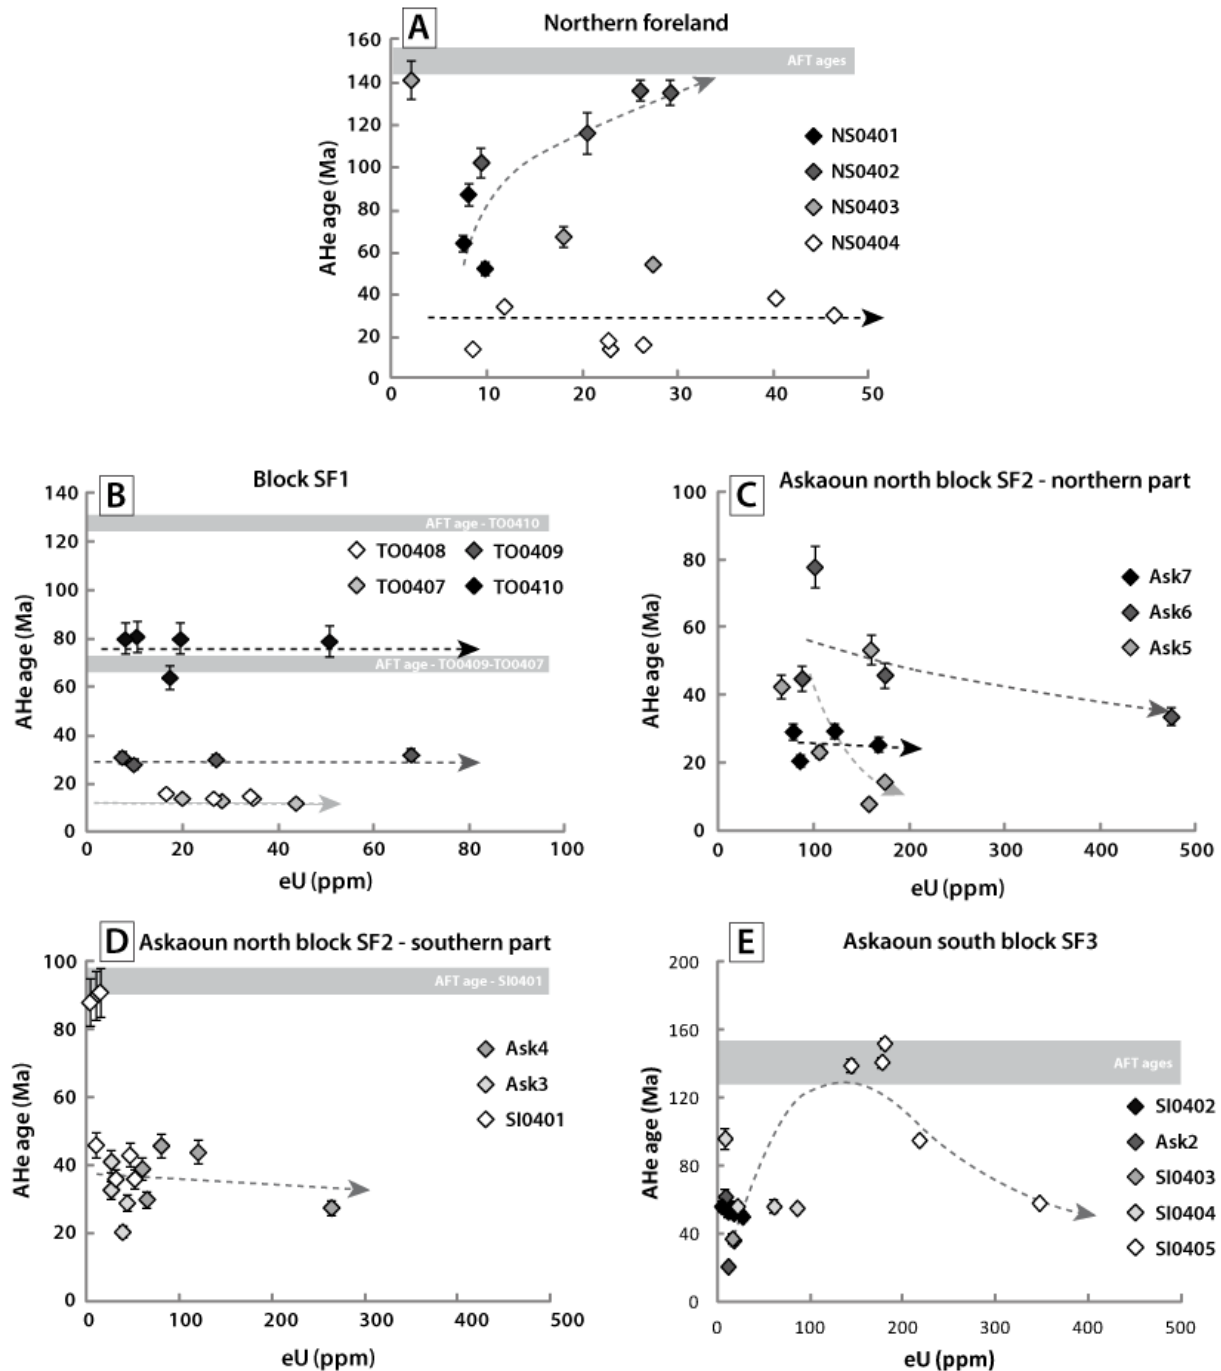 A
Northern foreland
160
140
120
100
80
60
40
20
0
AHe age (Ma)
AFT ages
NS0401
NS0402
NS0403
NS0404
0 10 20 30 40 50
B
Block SF1
140
120
100
80
60
40
20
0
AHe age (Ma)
AFT age - TO0410
TO0408 TO0409
TO0407 TO0410
AFT age - TO0409-TO0407
0 20 40 60 80 100
eU (ppm)
C
Askaoun north block SF2 - northern part
100
80
60
40
20
0
AHe age (Ma)
Ask7
Ask6
Ask5
0 100 200 300 400 500
eU (ppm)
D
Askaoun north block SF2 - southern part
100
80
60
40
20
0
AHe age (Ma)
AFT age - SI0401
Ask4
Ask3
SI0401
0 100 200 300 400 500
eU (ppm)
E
Askaoun south block SF3
200
160
120
80
40
0
AHe age (Ma)
AFT ages
SI0402
Ask2
SI0403
SI0404
SI0405
0 100 200 300 400 500
eU (ppm)